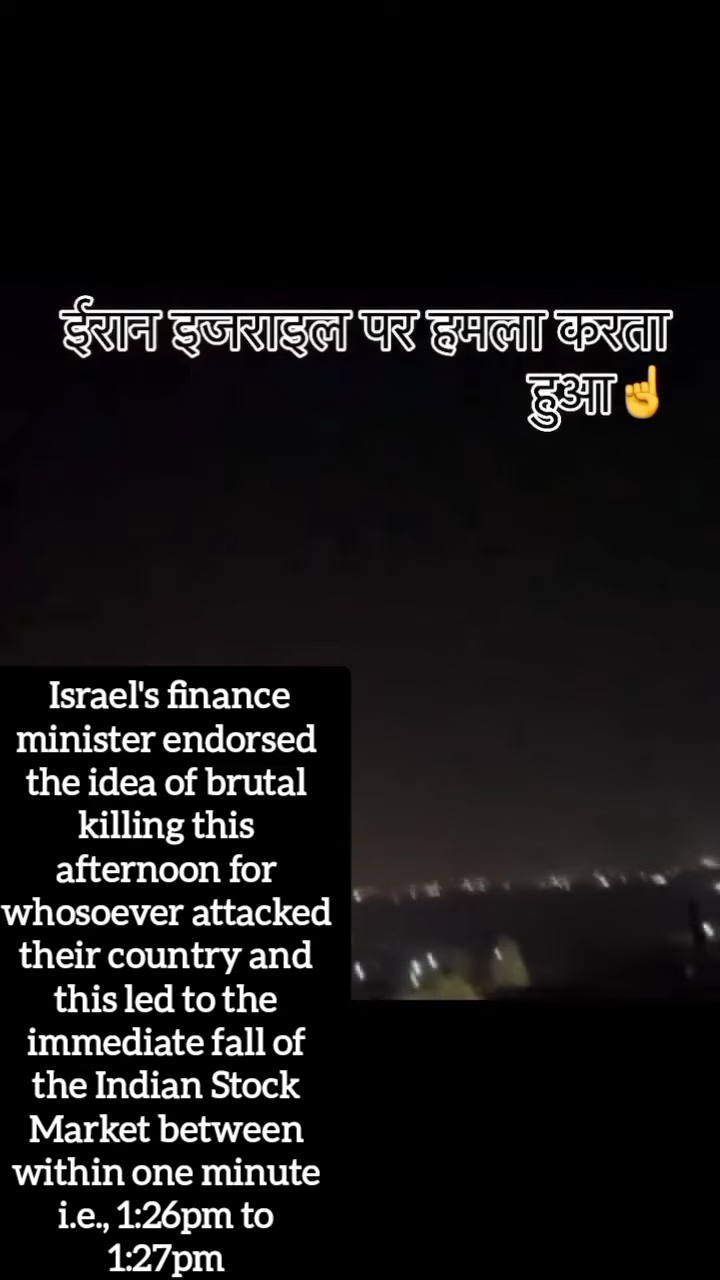 ईरान इजराइल पर हमला करता
हुआ☝️
Israel's finance
minister endorsed
the idea of brutal
killing this
afternoon for
whosoever attacked
their country and
this led to the
immediate fall of
the Indian Stock
Market between
within one minute
i.e., 1:26pm to
1:27pm